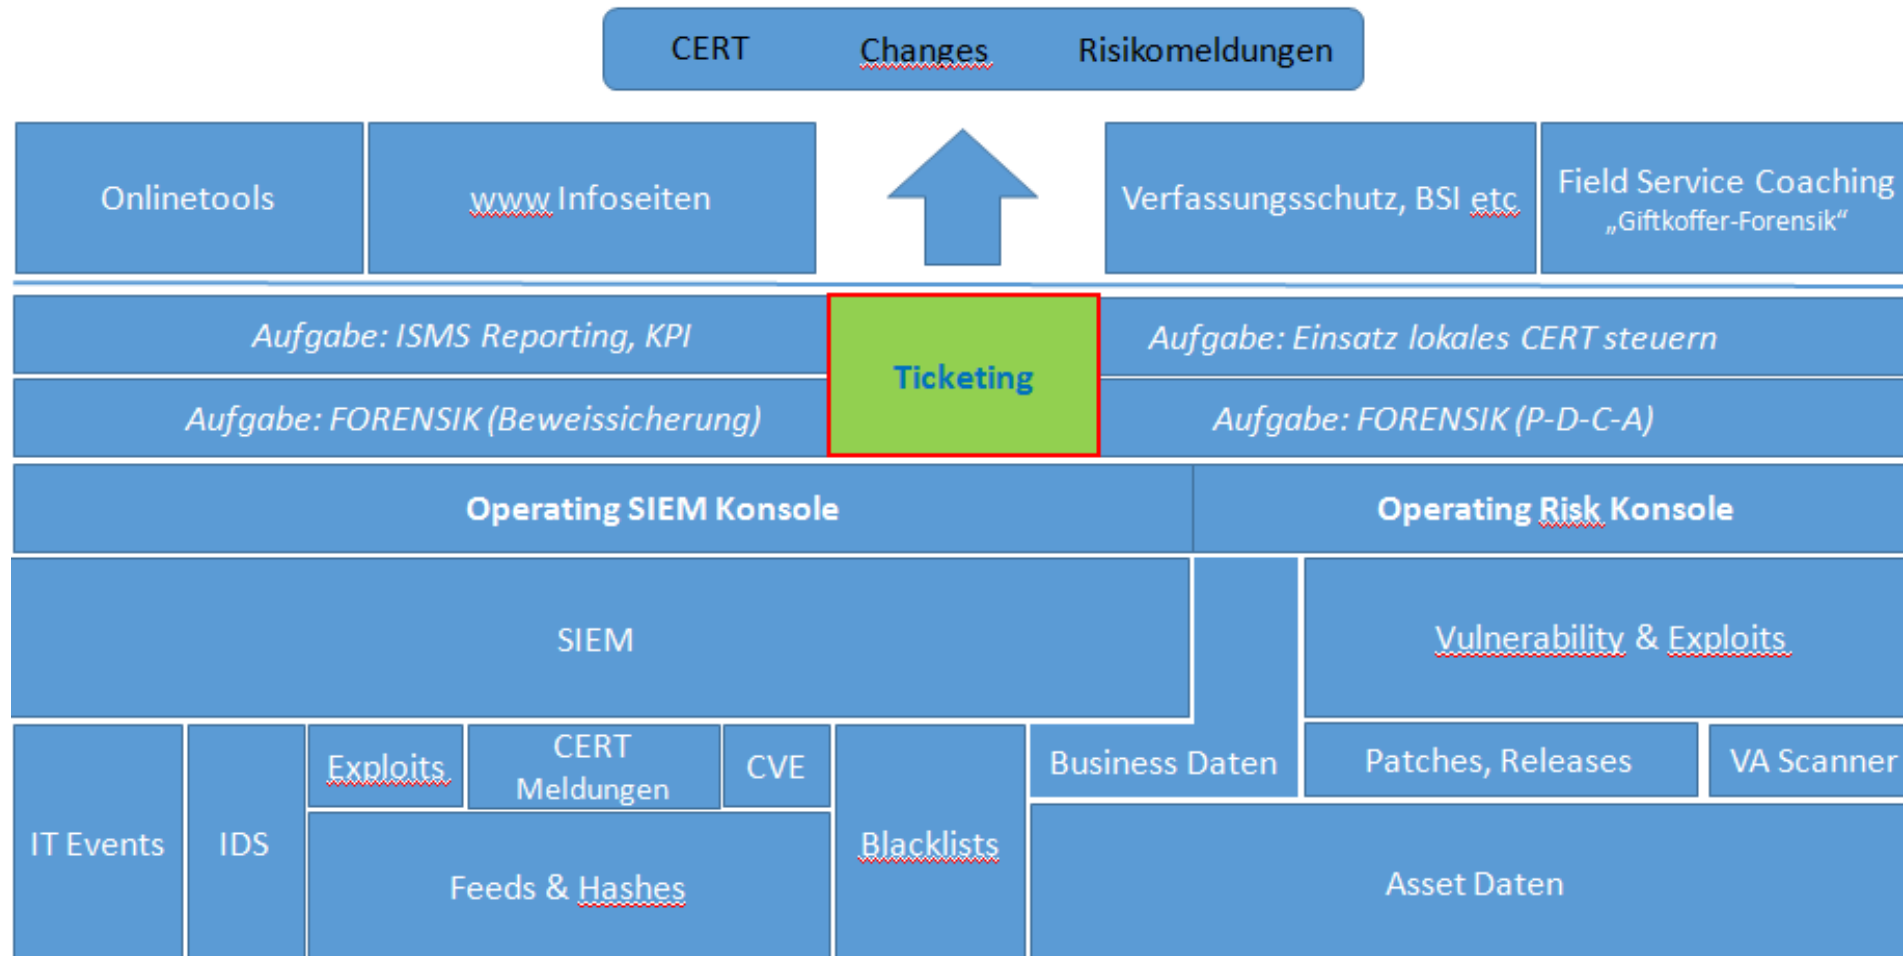 CERT Changes Risikomeldungen
Onlinetools
www Infoseiten
Verfassungsschutz, BSI etc
Field Service Coaching
„Giftkoffer-Forensik“
Aufgabe: ISMS Reporting, KPI
Aufgabe: Einsatz lokales CERT steuern
Ticketing
Aufgabe: FORENSIK (Beweissicherung)
Aufgabe: FORENSIK (P-D-C-A)
Operating SIEM Konsole
Operating Risk Konsole
SIEM
Vulnerability & Exploits
IT Events
IDS
Exploits
CERT
Meldungen
CVE
Feeds & Hashes
Blacklists
Business Daten
Patches, Releases
VA Scanner
Asset Daten